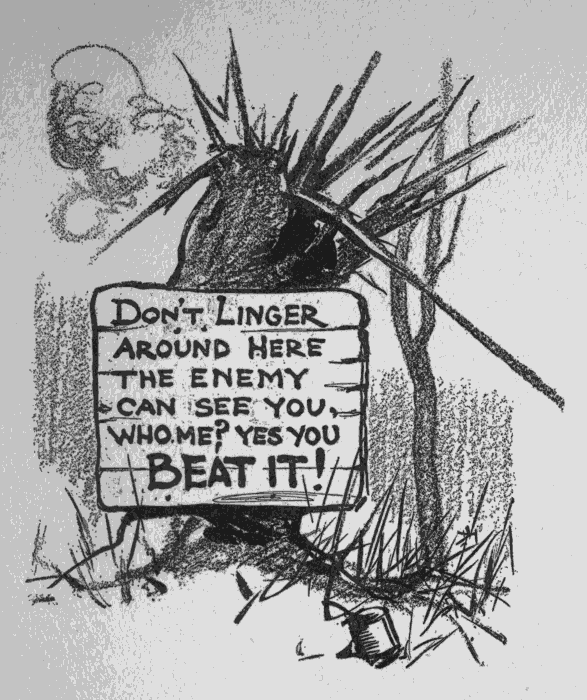 DON'T LINGER
AROUND HERE
THE ENEMY
CAN SEE YOU,
WHO.ME? YES YOU
BEAT IT!